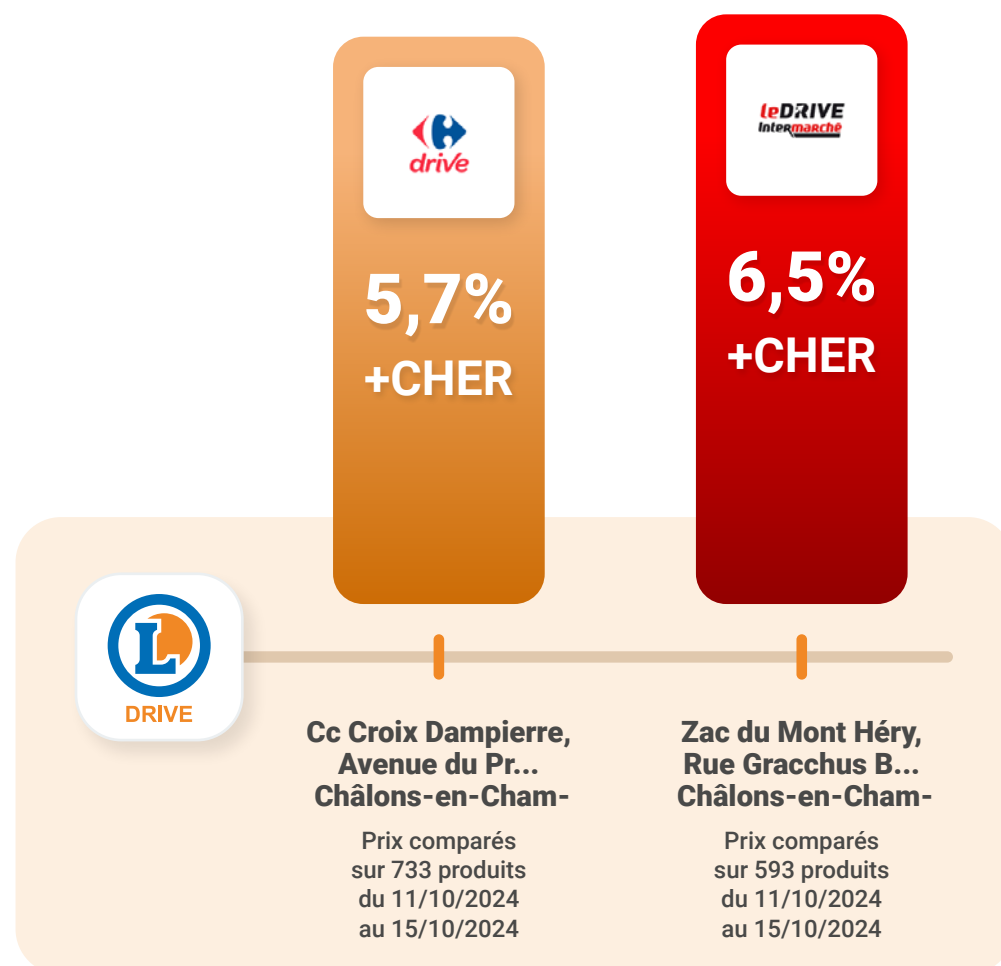 drive
5,7%
+CHER
leDRIVE
Intermarché
6,5%
+CHER
L
DRIVE
Cc Croix Dampierre,
Avenue du Pr...
Châlons-en-Cham-
Prix comparés
sur 733 produits
du 11/10/2024
au 15/10/2024
Zac du Mont Héry,
Rue Gracchus B...
Châlons-en-Cham-
Prix comparés
sur 593 produits
du 11/10/2024
au 15/10/2024